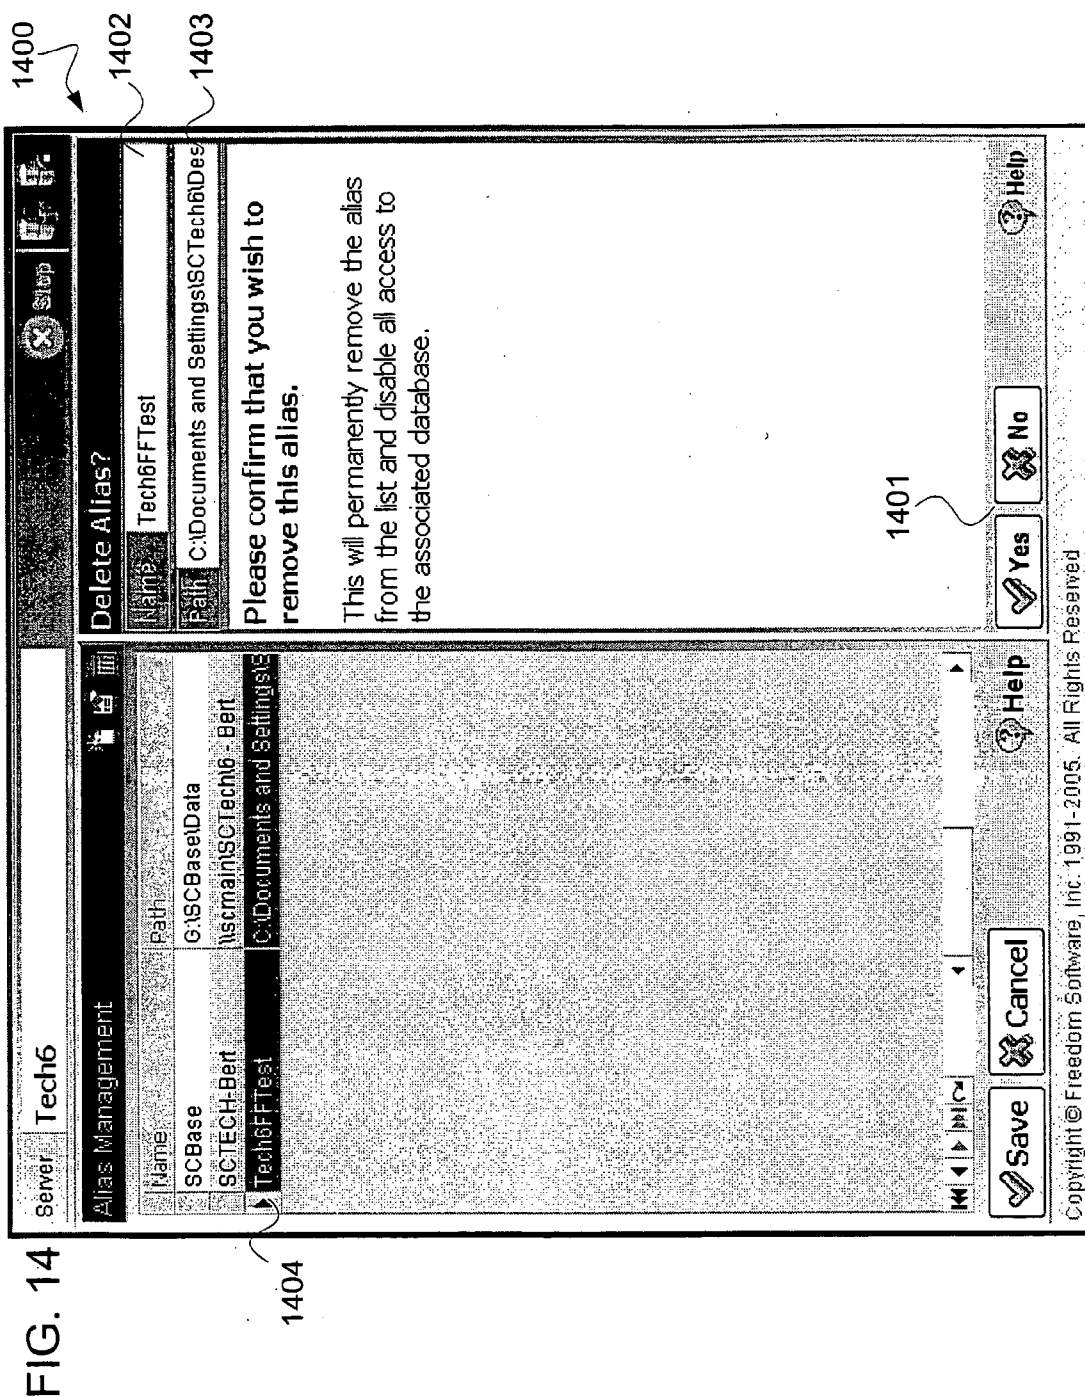 FIG. 14
1400
Server Tech6
Stop
Alias Management
Name Path
SCBase G:\SCBase\Data
SCTECH-Bert \\scmain\SCTech6 - Bert
Tech6FFTest C:\Documents and Settings\S
1404
Save Cancel Help
Delete Alias?
Name Tech6FFTest
1402
Path C:\Documents and Settings\SCTech6\Des
1403
Please confirm that you wish to
remove this alias.
This will permanently remove the alias
from the list and disable all access to
the associated database.
1401
Yes No Help
Copyright © Freedom Software, Inc. 1991-2005. All Rights Reserved